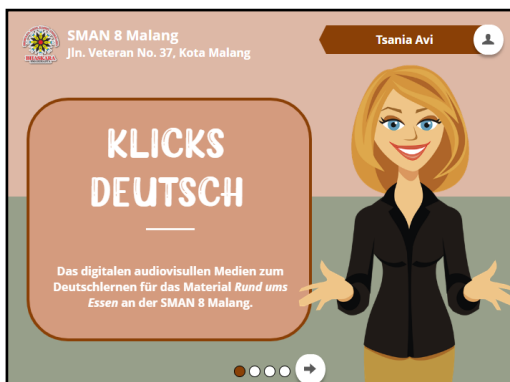 SMAN 8 Malang
Jln. Veteran No. 37, Kota Malang
Tsania Avi
BHAWIKARA
KLICKS
DEUTSCH
Das digitalen audiovisullen Medien zum
Deutschlernen für das Material Rund ums
Essen an der SMAN 8 Malang.